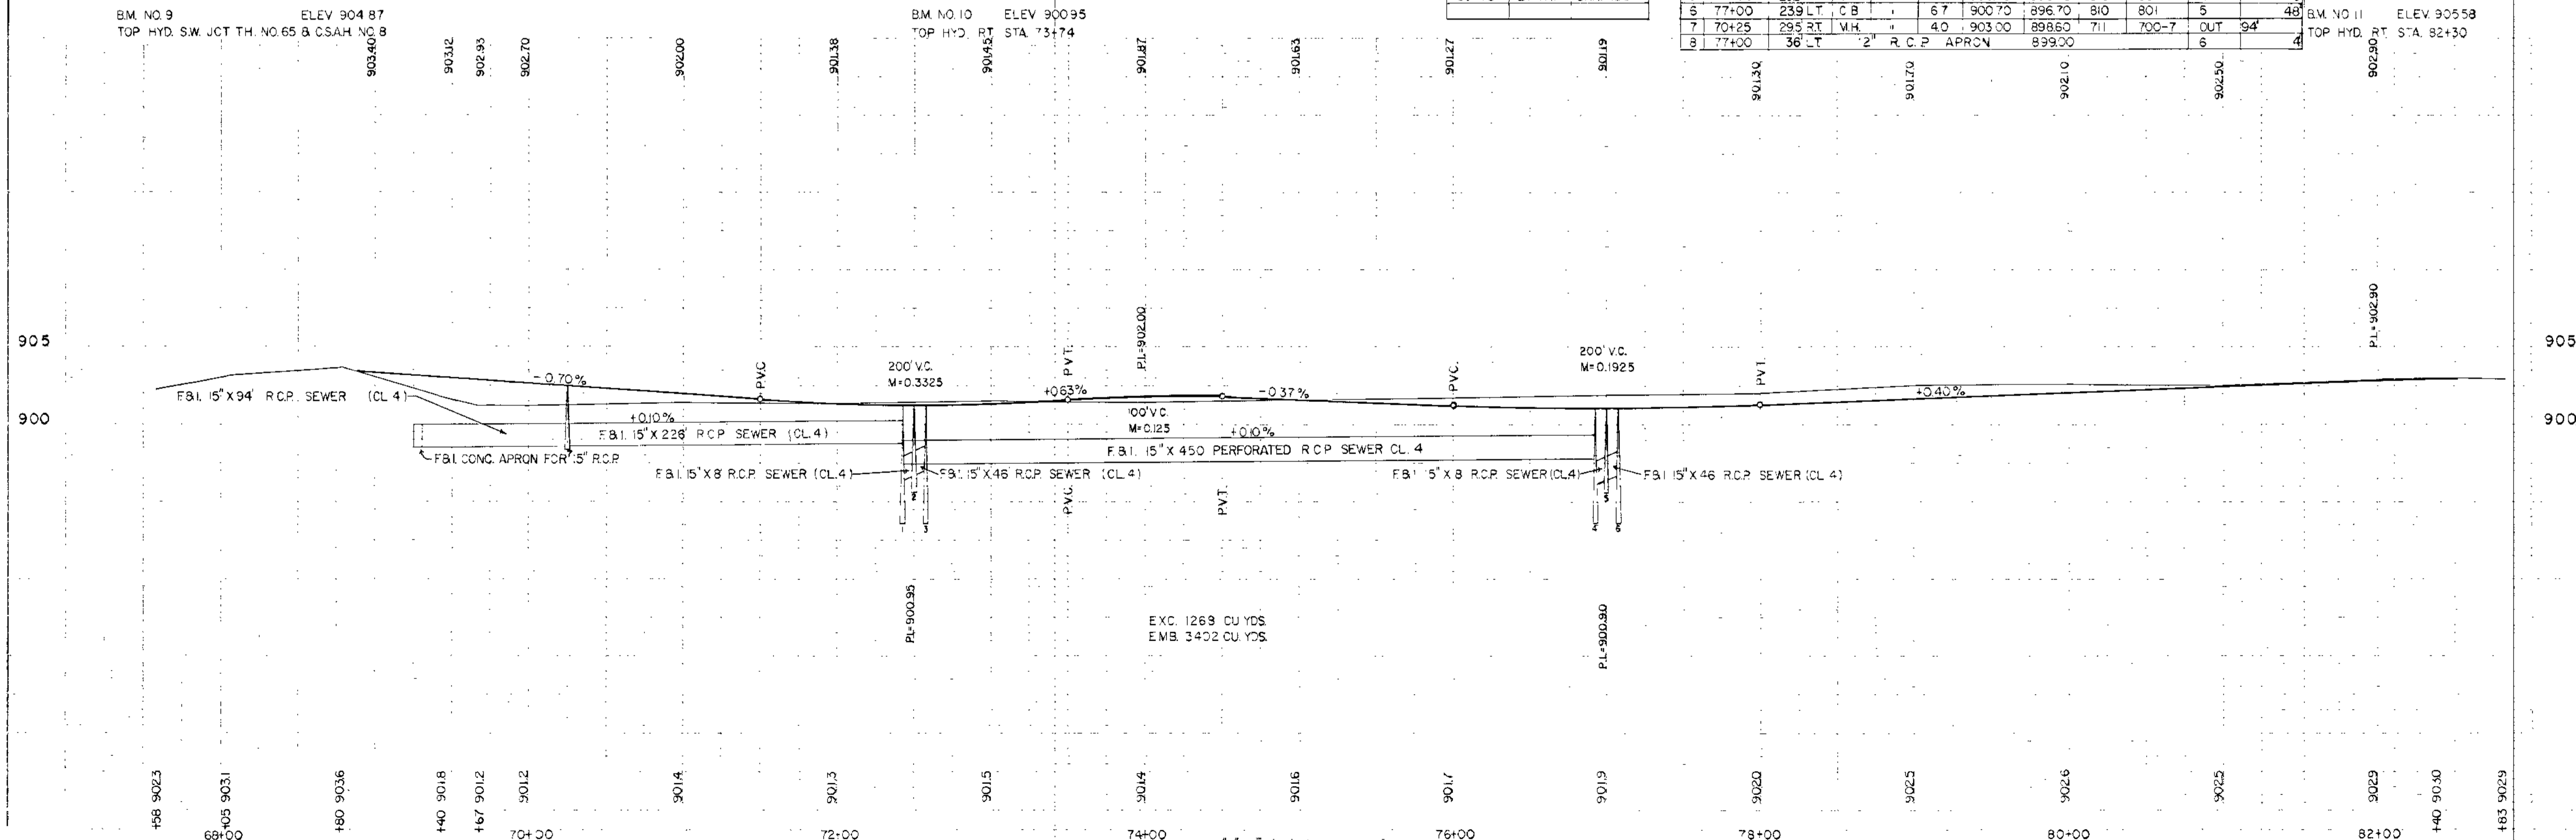 B.M. NO. 9 ELEV 904.87
TOP HYD. S.W. JCT TH. NO. 65 & C.S.A.H. NO. 8
B.M. NO. 10 ELEV 900.95
TOP HYD. RT STA. 73+74
6 77+00 23.9 LT. C B " 6.7 900.70 896.70 810 801 5 48
7 70+25 29.5 RT. M.H. " 4.0 903.00 898.60 711 700-7 OUT 94'
8 77+00 36' LT 12" R.C.P. APRON 899.00 6 4
B.M. NO. 11 ELEV. 905.58
TOP HYD. RT. STA. 82+30
903.40 903.12 902.93 902.70 902.00 901.38 901.45 901.87 901.63 901.27 901.19 901.30 901.70 902.10 902.50 902.90
905
905
900
900
-0.70%
P.V.C.
200' V.C.
M=0.3325
P.V.T.
+0.63%
P.I.=902.00
-0.37%
P.V.C.
200' V.C.
M=0.1925
P.V.T.
+0.40%
P.I.=902.90
F.&I. 15" X 94' R.C.P. SEWER (CL 4)
+0.10%
F.&I. 15" X 226' R.C.P. SEWER (CL. 4)
100' V.C.
M=0.125
+0.10%
F.&I. 15" X 450 PERFORATED R.C.P. SEWER CL. 4
F.&I. CONC. APRON FOR 15" R.C.P.
F.&I. 15" X 8' R.C.P. SEWER (CL.4)
F.&I. 15" X 46' R.C.P. SEWER (CL. 4)
F.&I. 15" X 8 R.C.P. SEWER (CL.4)
F.&I. 15" X 46 R.C.P. SEWER (CL. 4)
P.V.C.
P.V.T.
1 2 3
4 5 6
P.I.=900.95
P.I.=900.90
EXC. 1269 CU. YDS.
EMB. 3402 CU. YDS.
+58 902.3
+05 903.1
+80 903.6
+40 901.8
+67 901.2
901.2 901.4 901.3 901.5 901.4 901.6 901.7 901.9 902.0 902.5 902.6 902.5 902.9
+40 903.0
+83 902.9
68+00 70+00 72+00 74+00 76+00 78+00 80+00 82+00